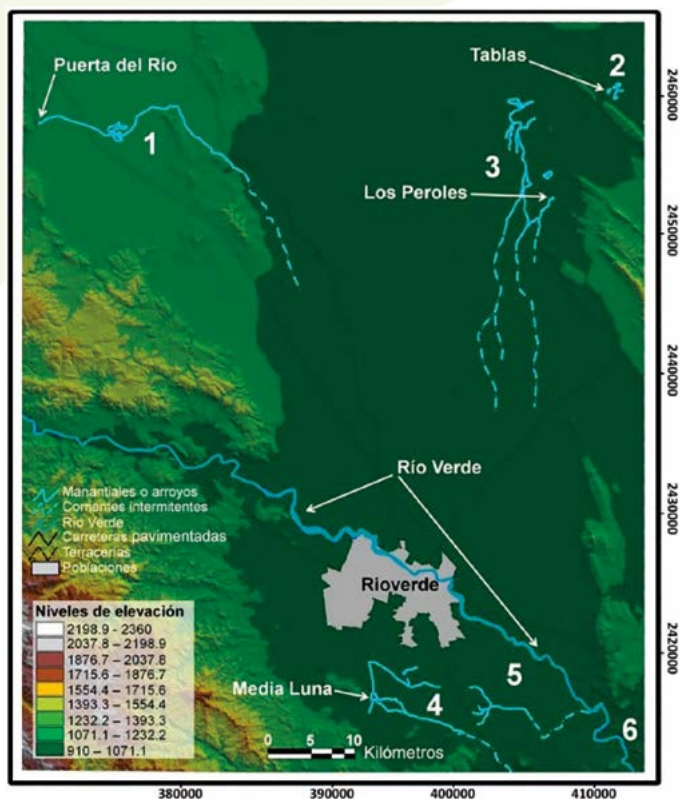 Puerta del Río
1
Tablas
2
3
Los Peroles
2460000
2450000
2440000
2430000
2420000
Río Verde
Manantiales o arroyos
Corrientes intermitentes
Río Verde
Carreteras pavimentadas
Terracerías
Poblaciones
Rioverde
Niveles de elevación
2198.9 – 2360
2037.8 – 2198.9
1876.7 – 2037.8
1715.6 – 1876.7
1554.4 – 1715.6
1393.3 – 1554.4
1232.2 – 1393.3
1071.1 – 1232.2
910 – 1071.1
Media Luna
4
5
6
0 5 10
Kilómetros
380000 390000 400000 410000